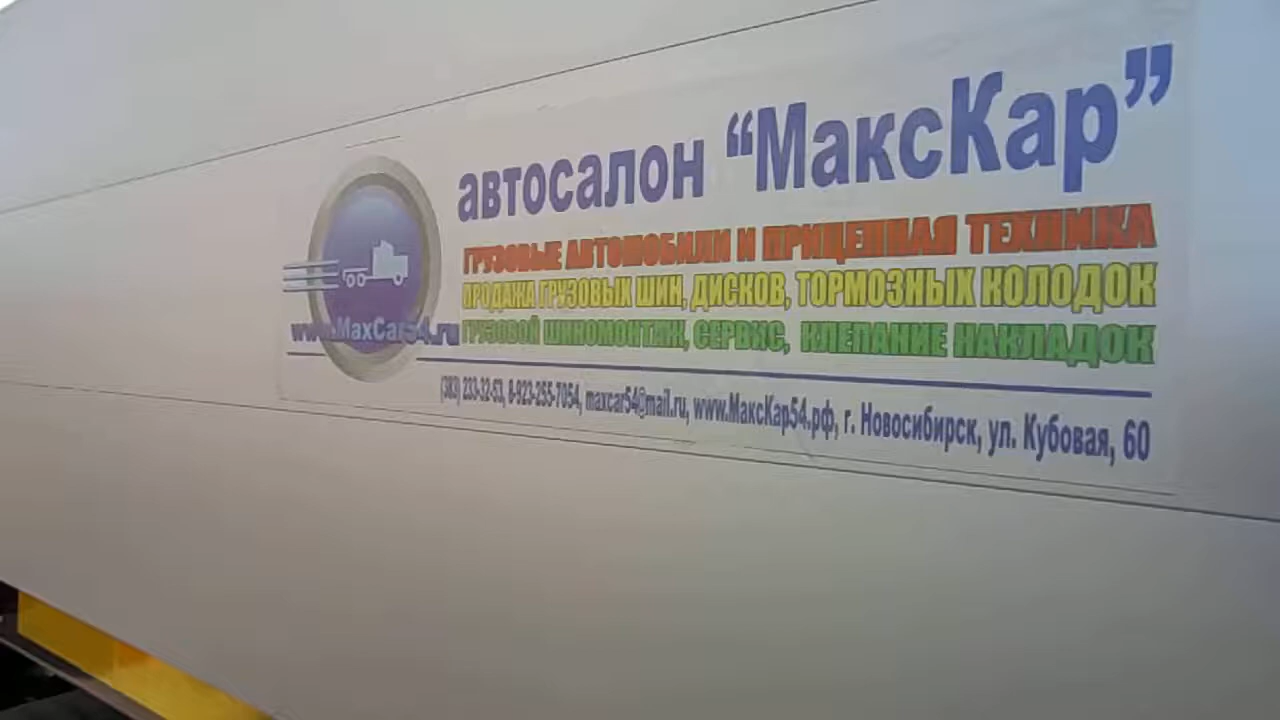 автосалон “МаксКар”
ГРУЗОВЫЕ АВТОМОБИЛИ И ПРИЦЕПНАЯ ТЕХНИКА
ПРОДАЖА ГРУЗОВЫХ ШИН, ДИСКОВ, ТОРМОЗНЫХ КОЛОДОК
www.MaxCar54.ru
ГРУЗОВОЙ ШИНОМОНТАЖ, СЕРВИС, КЛЕПАНИЕ НАКЛАДОК
(383) 233-32-53, 8-923-255-7054, maxcar54@mail.ru, www.МаксКар54.рф, г. Новосибирск, ул. Кубовая, 60